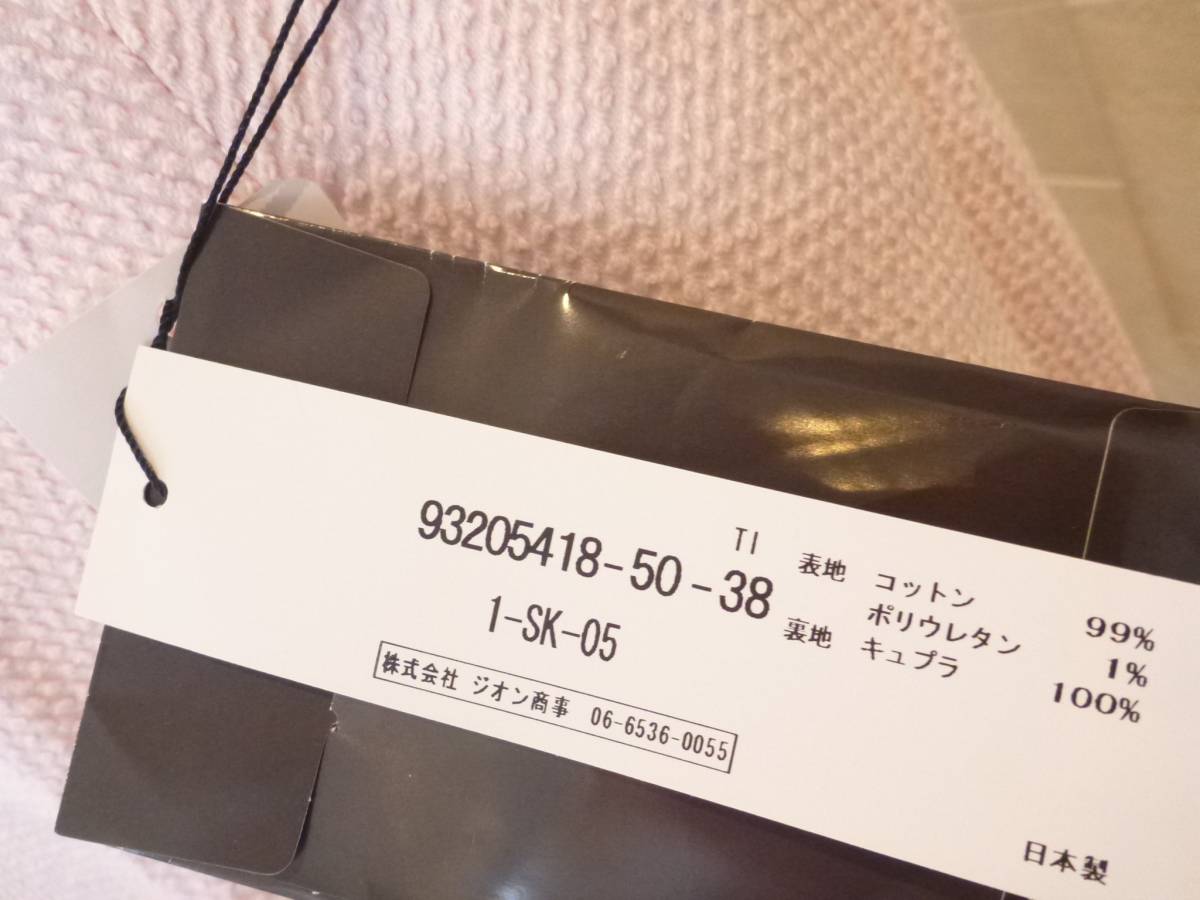 TI
93205418-50-38
1-SK-05
株式会社 ジオン商事 06-6536-0055
表地 コットン 99%
ポリウレタン 1%
裏地 キュプラ 100%
日本製